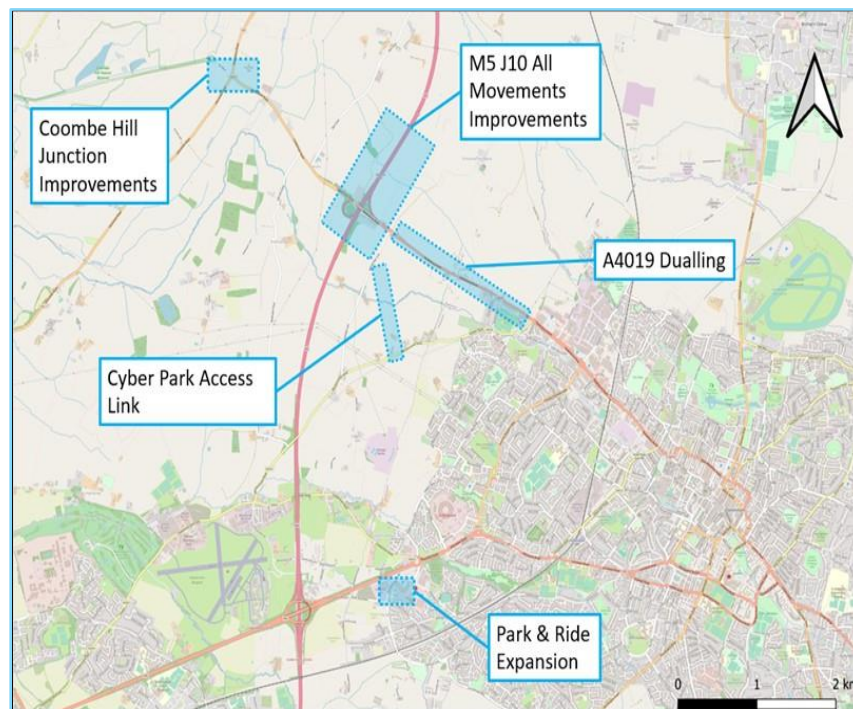 M5 J10 All
Movements
Improvements
Coombe Hill
Junction
Improvements
A4019 Dualling
Cyber Park Access
Link
Park & Ride
Expansion
0 1 2 km